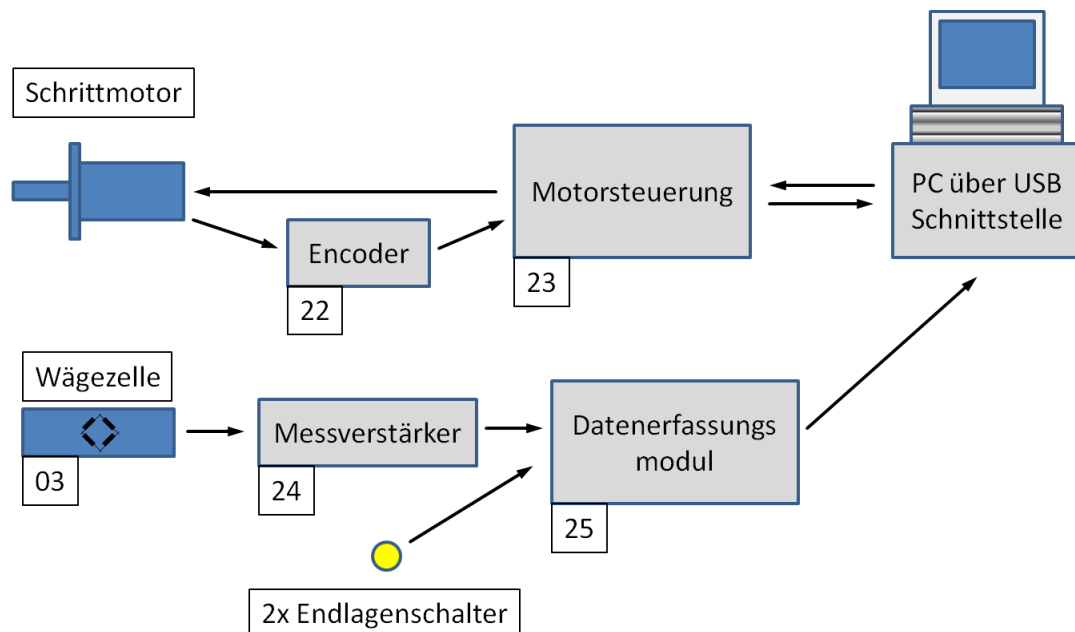 Schrittmotor
Motorsteuerung
PC über USB
Schnittstelle
Encoder
22
23
Wägezelle
03
Messverstärker
24
Datenerfassungs
modul
25
2x Endlagenschalter